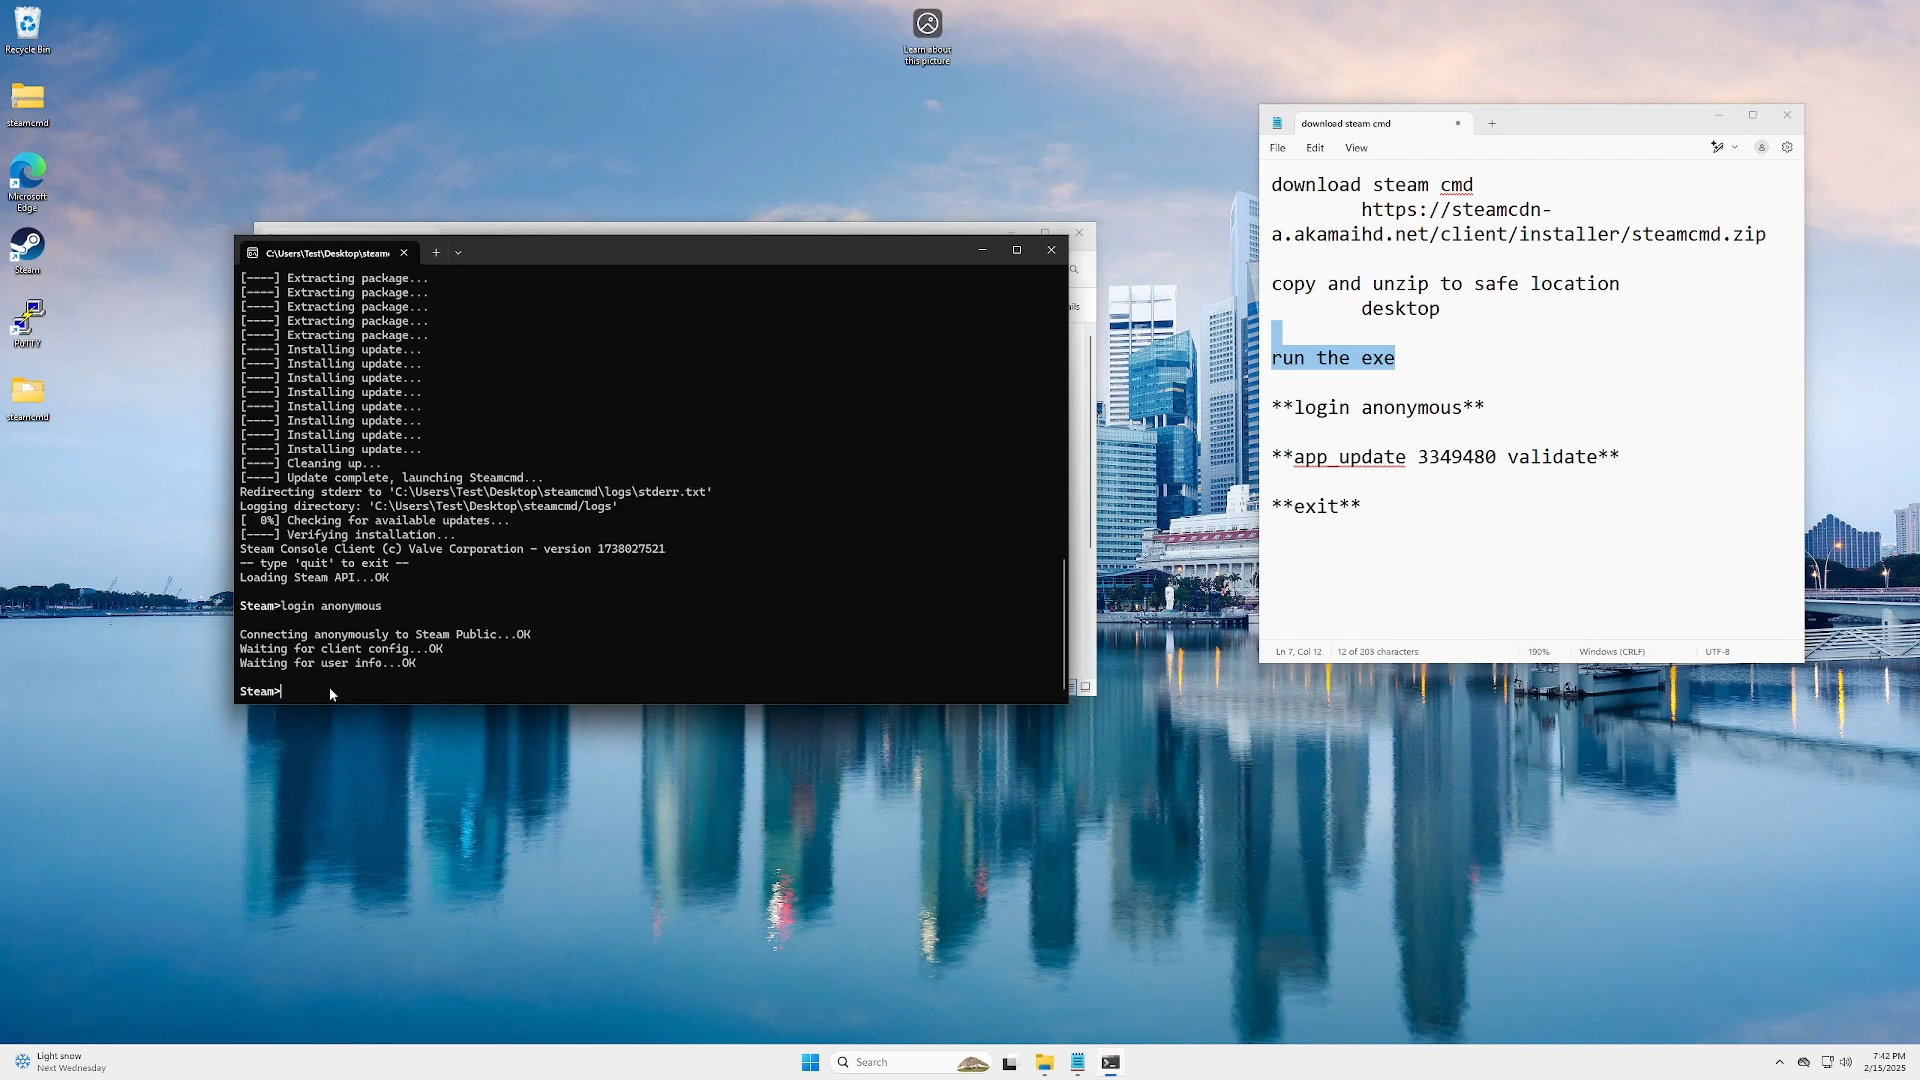 Recycle Bin
steamcmd
Microsoft
Edge
Steam
PuTTY
steamcmd
Learn about
this picture
C:\Users\Test\Desktop\steamc
[----] Extracting package...
[----] Extracting package...
[----] Extracting package...
[----] Extracting package...
[----] Extracting package...
[----] Installing update...
[----] Installing update...
[----] Installing update...
[----] Installing update...
[----] Installing update...
[----] Installing update...
[----] Installing update...
[----] Installing update...
[----] Cleaning up...
[----] Update complete, launching Steamcmd...
Redirecting stderr to 'C:\Users\Test\Desktop\steamcmd\logs\stderr.txt'
Logging directory: 'C:\Users\Test\Desktop\steamcmd/logs'
[  0%] Checking for available updates...
[----] Verifying installation...
Steam Console Client (c) Valve Corporation - version 1738027521
-- type 'quit' to exit --
Loading Steam API...OK
Steam>login anonymous
Connecting anonymously to Steam Public...OK
Waiting for client config...OK
Waiting for user info...OK
Steam>
ails
download steam cmd
File Edit View
download steam cmd
https://steamcdn-
a.akamaihd.net/client/installer/steamcmd.zip
copy and unzip to safe location
desktop
run the exe
**login anonymous**
**app_update 3349480 validate**
**exit**
Ln 7, Col 12 12 of 203 characters 190% Windows (CRLF) UTF-8
Light snow
Next Wednesday
Search
7:42 PM
2/15/2025